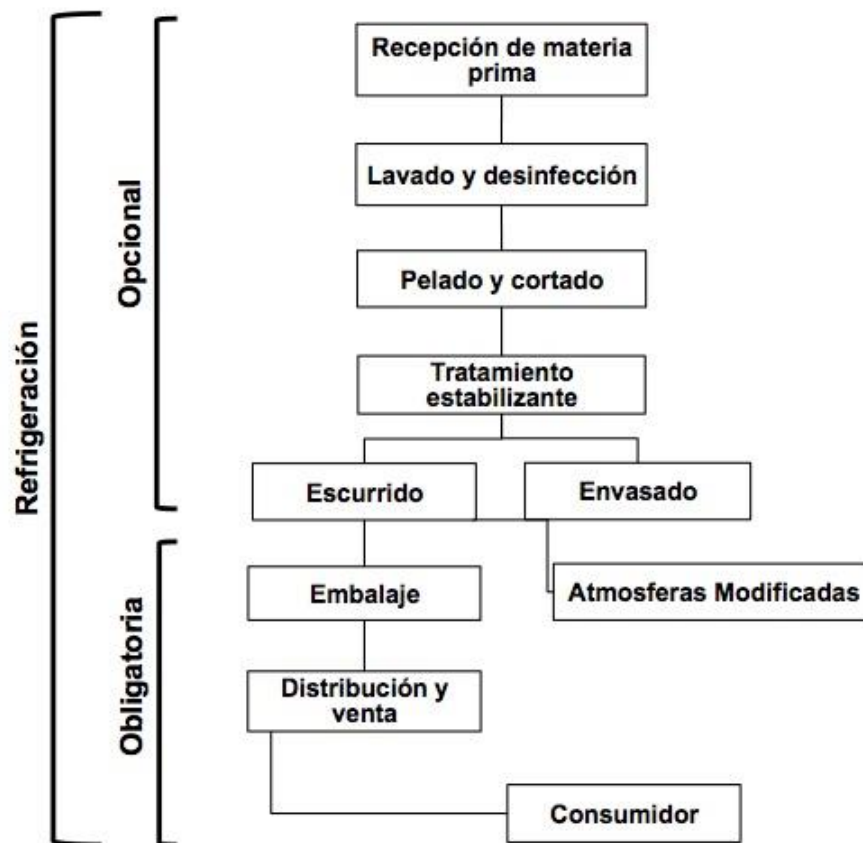 Refrigeración
Opcional
Obligatoria
Recepción de materia
prima
Lavado y desinfección
Pelado y cortado
Tratamiento
estabilizante
Escurrido
Envasado
Embalaje
Atmosferas Modificadas
Distribución y
venta
Consumidor